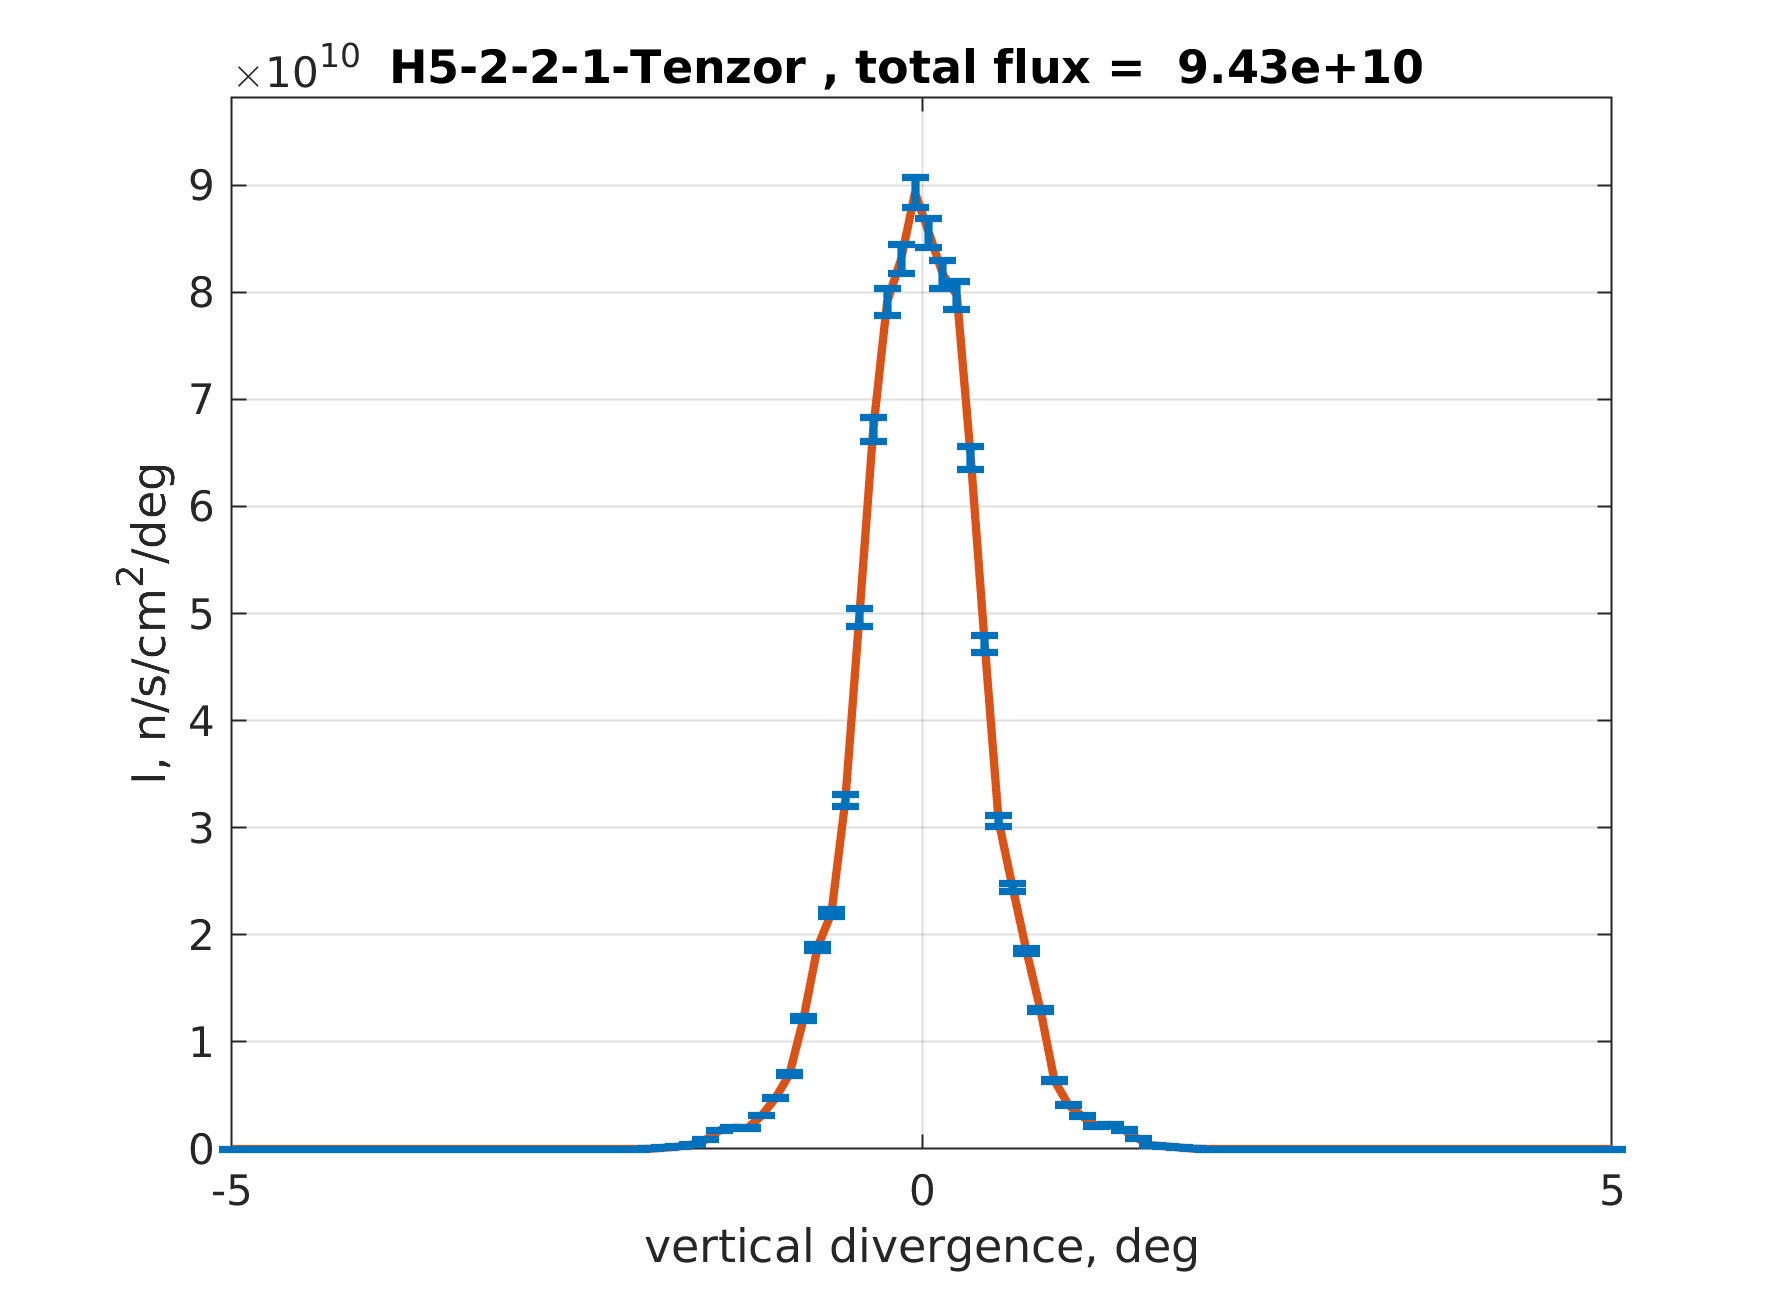 ×10^10 H5-2-2-1-Tenzor , total flux = 9.43e+10
I, n/s/cm^2/deg
9
8
7
6
5
4
3
2
1
0
-5 0 5
vertical divergence, deg